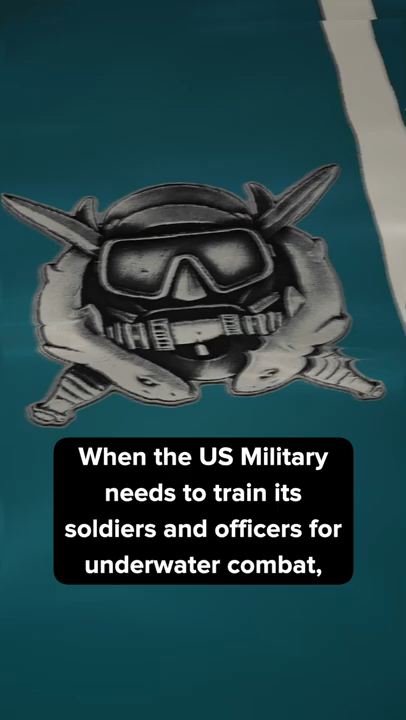 When the US Military
needs to train its
soldiers and officers for
underwater combat,